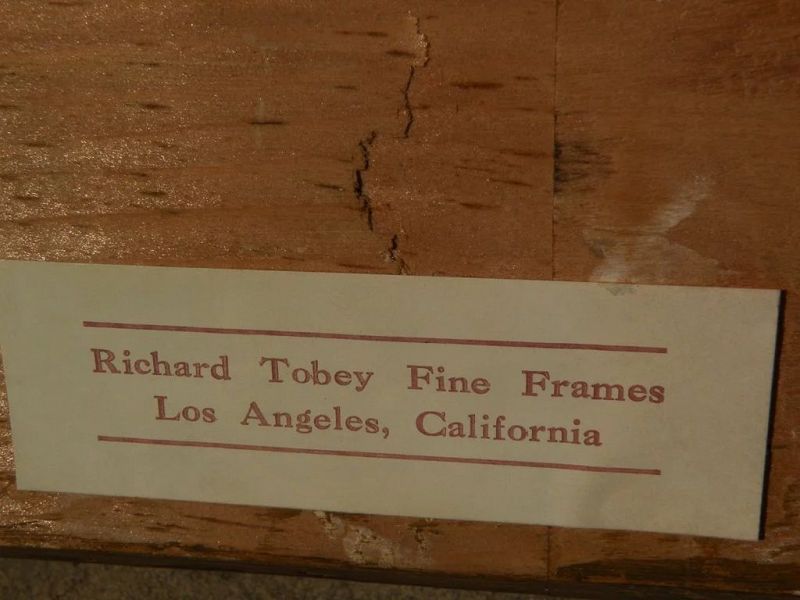 Richard Tobey Fine Frames
Los Angeles, California